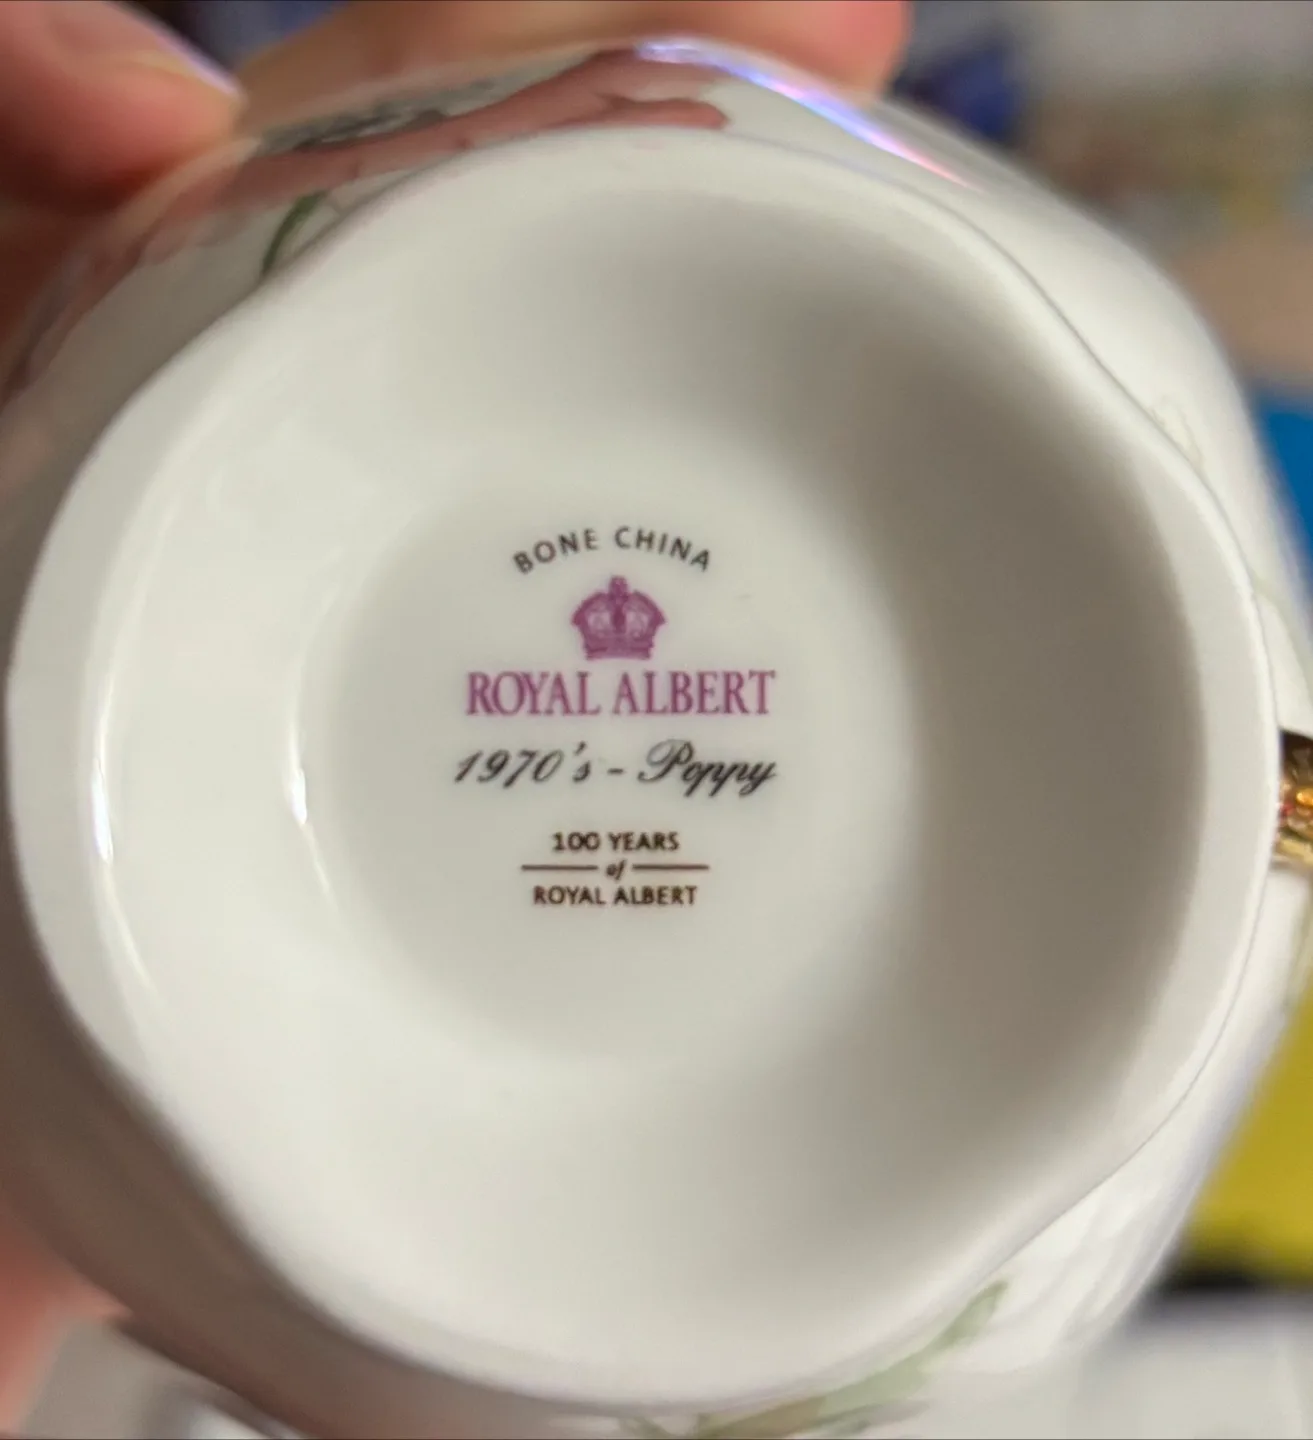 BONE CHINA
ROYAL ALBERT
1970's - Poppy
100 YEARS
of
ROYAL ALBERT